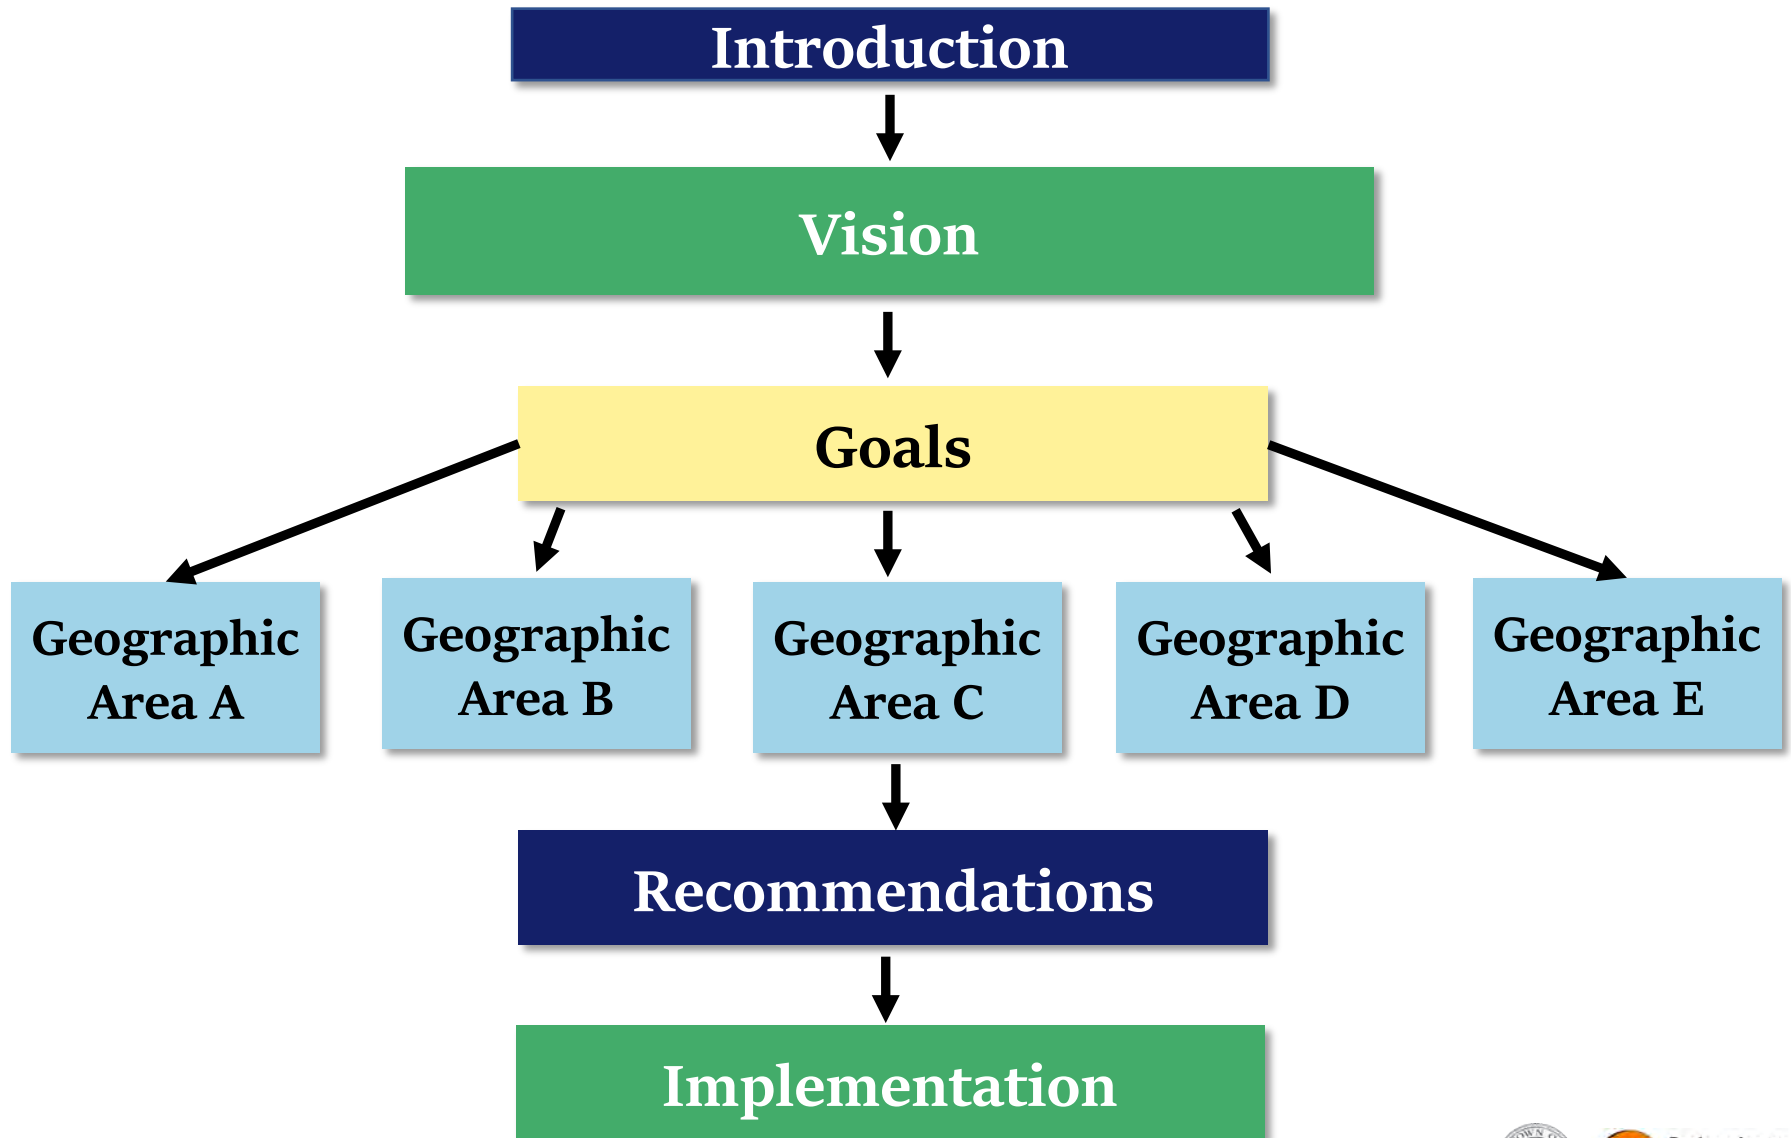 Introduction
Vision
Goals
Geographic
Area A
Geographic
Area B
Geographic
Area C
Geographic
Area D
Geographic
Area E
Recommendations
Implementation